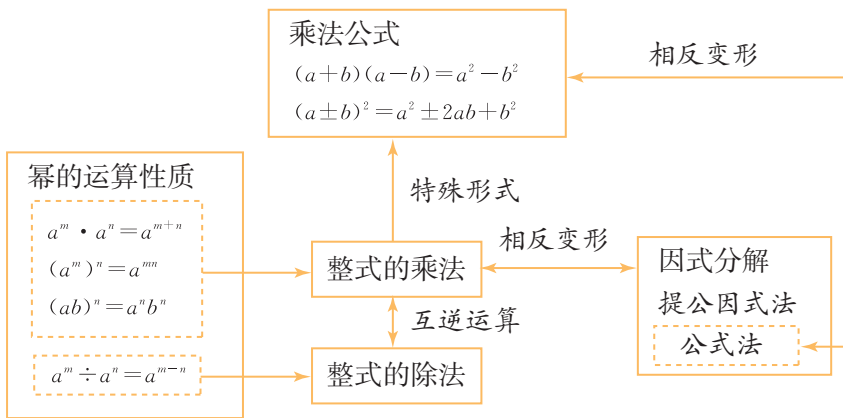 乘法公式
(a+b)(a-b)=a²-b²
(a±b)²=a²±2ab+b²
相反变形
特殊形式
幂的运算性质
aᵐ·aⁿ=aᵐ⁺ⁿ
(aᵐ)ⁿ=aᵐⁿ
(ab)ⁿ=aⁿbⁿ
aᵐ÷aⁿ=aᵐ⁻ⁿ
整式的乘法
互逆运算
整式的除法
相反变形
因式分解
提公因式法
公式法